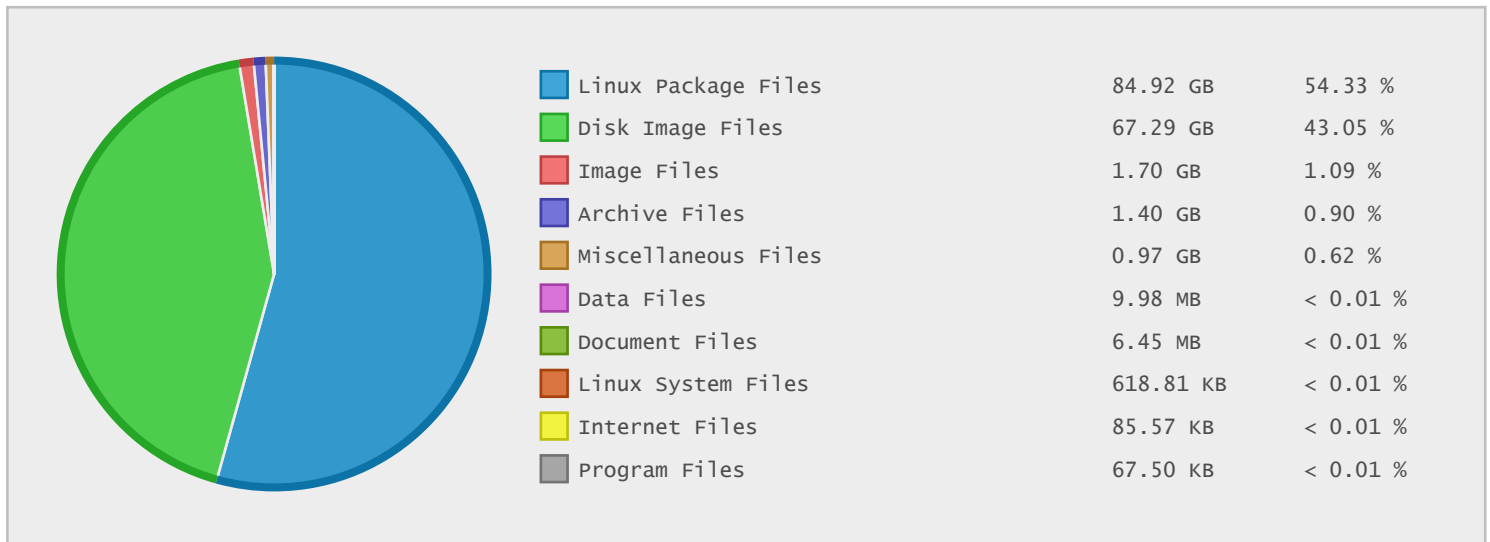 Linux Package Files 84.92 GB 54.33 %
Disk Image Files 67.29 GB 43.05 %
Image Files 1.70 GB 1.09 %
Archive Files 1.40 GB 0.90 %
Miscellaneous Files 0.97 GB 0.62 %
Data Files 9.98 MB < 0.01 %
Document Files 6.45 MB < 0.01 %
Linux System Files 618.81 KB < 0.01 %
Internet Files 85.57 KB < 0.01 %
Program Files 67.50 KB < 0.01 %